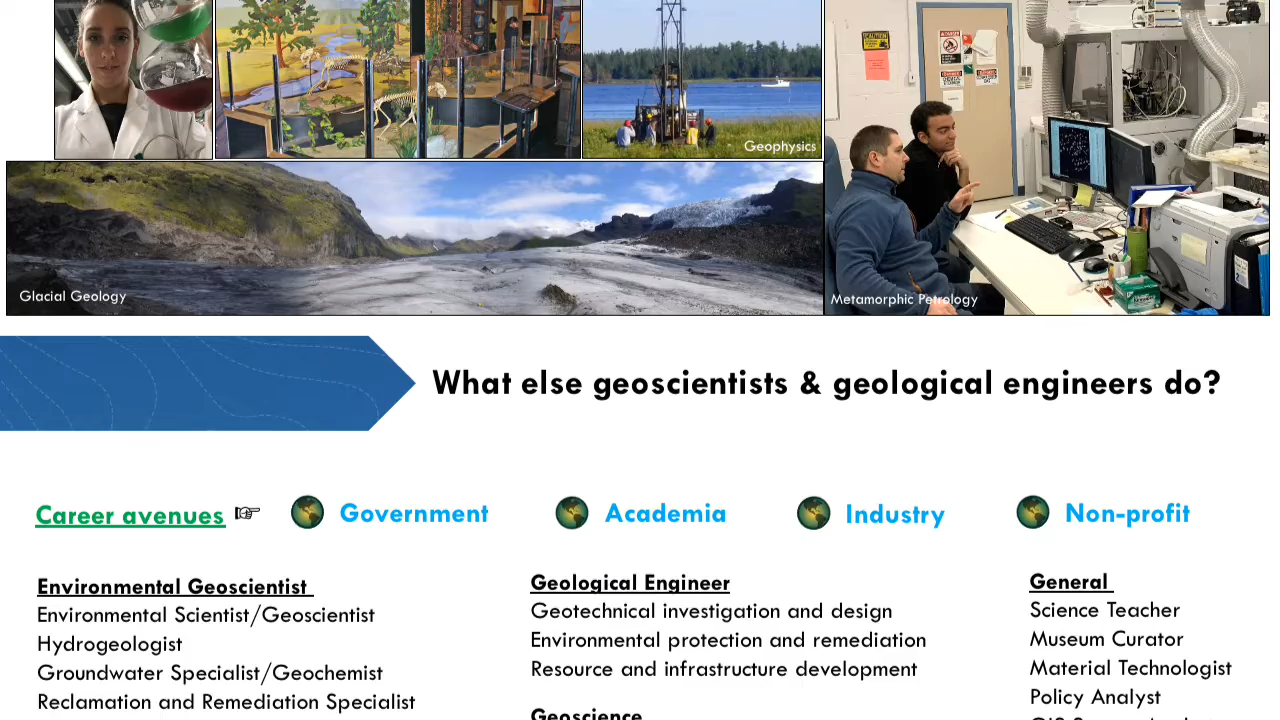 Geophysics
Glacial Geology
Metamorphic Petrology
What else geoscientists & geological engineers do?
Career avenues ☞ Government Academia Industry Non-profit
Environmental Geoscientist
Environmental Scientist/Geoscientist
Hydrogeologist
Groundwater Specialist/Geochemist
Reclamation and Remediation Specialist
Geological Engineer
Geotechnical investigation and design
Environmental protection and remediation
Resource and infrastructure development
Geoscience
General
Science Teacher
Museum Curator
Material Technologist
Policy Analyst